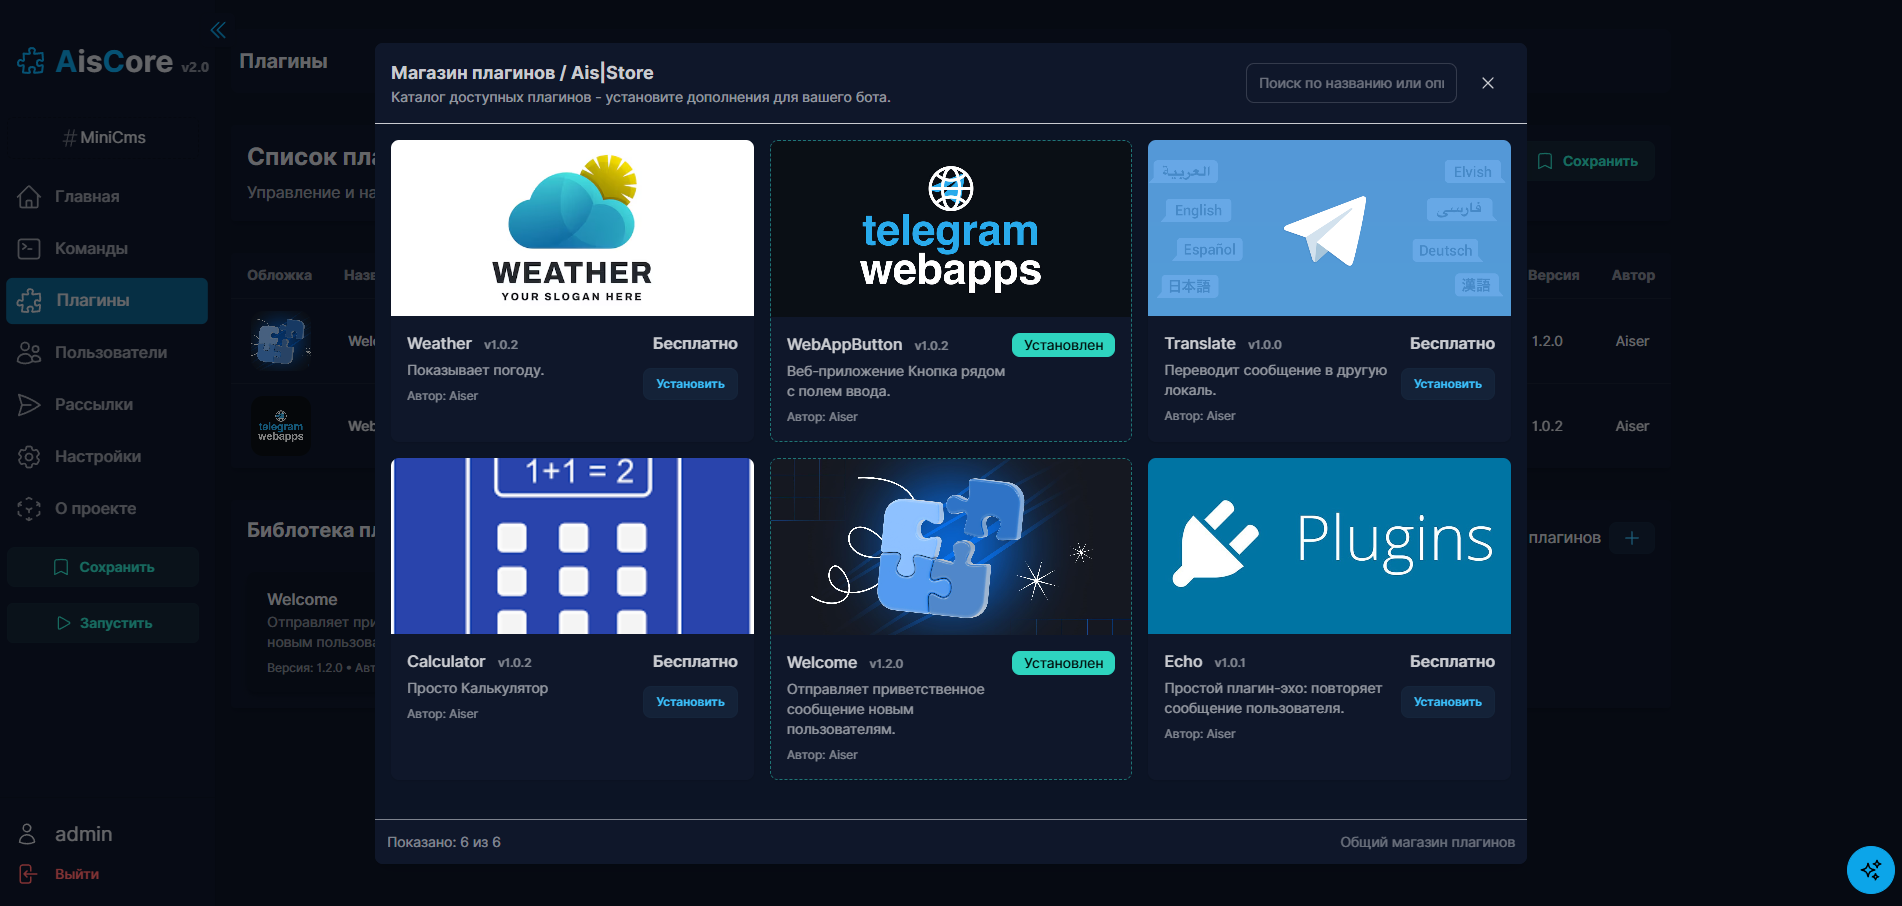 AisCore v2.0
# MiniCms
Главная
Команды
Плагины
Пользователи
Рассылки
Настройки
О проекте
Сохранить
Запустить
admin
Выйти
Плагины
Список пла
Управление и на
Сохранить
Обложка
Версия
Автор
telegram
webapps
1.2.0
Aiser
1.0.2
Aiser
Библиотека
Welcome
Отправляет
Версия: 1.2.0 •
плагинов
Магазин плагинов / Ais|Store
Каталог доступных плагинов - установите дополнения для вашего бота.
Поиск по названию или
WEATHER
YOUR SLOGAN HERE
Weather v1.0.2
Бесплатно
Показывает погоду.
Установить
Автор: Aiser
telegram
webapps
WebAppButton v1.0.2
Установлен
Веб-приложение Кнопка рядом
с полем ввода.
Автор: Aiser
العربية
English
Español
日本語
Elvish
فارسی
Deutsch
漢語
Translate v1.0.0
Бесплатно
Переводит сообщение в другую
локаль.
Установить
Автор: Aiser
1+1 = 2
Calculator v1.0.2
Бесплатно
Просто Калькулятор
Установить
Автор: Aiser
Welcome v1.2.0
Установлен
Отправляет приветственное
сообщение новым
пользователям.
Автор: Aiser
Plugins
Echo v1.0.1
Бесплатно
Простой плагин-эхо: повторяет
сообщение пользователя.
Установить
Автор: Aiser
Показано: 6 из 6
Общий магазин плагинов